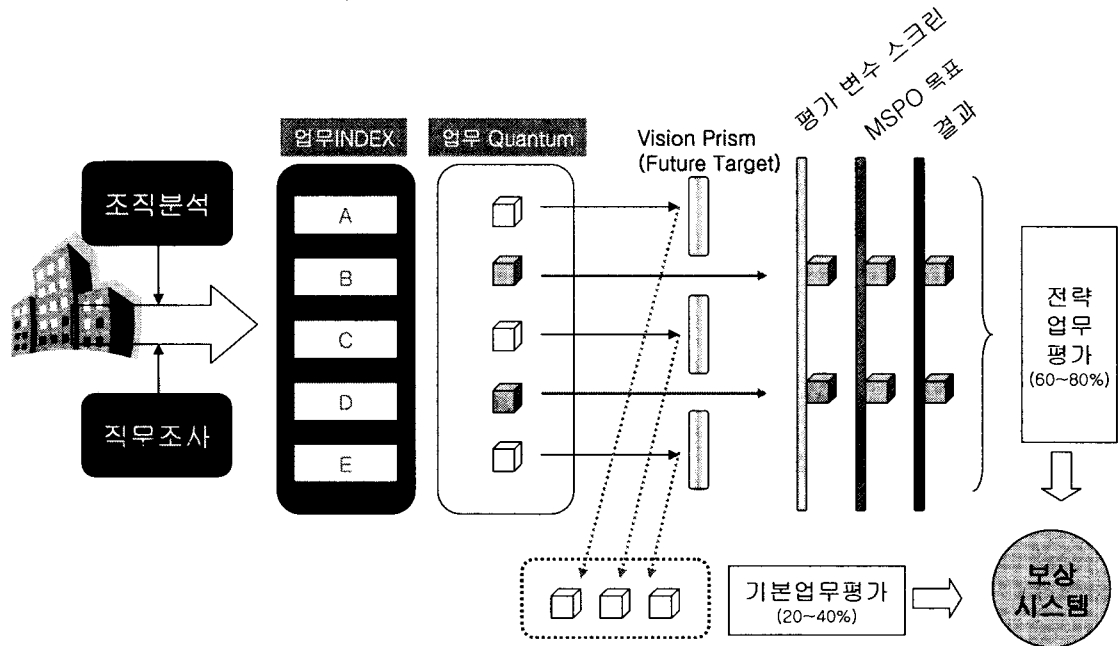 평가 변수 스크린
MSPO 목표
결과
업무INDEX
업무 Quantum
Vision Prism
(Future Target)
조직분석
직무조사
A
B
C
D
E
전략
업무
평가
(60~80%)
기본업무평가
(20~40%)
보상
시스템